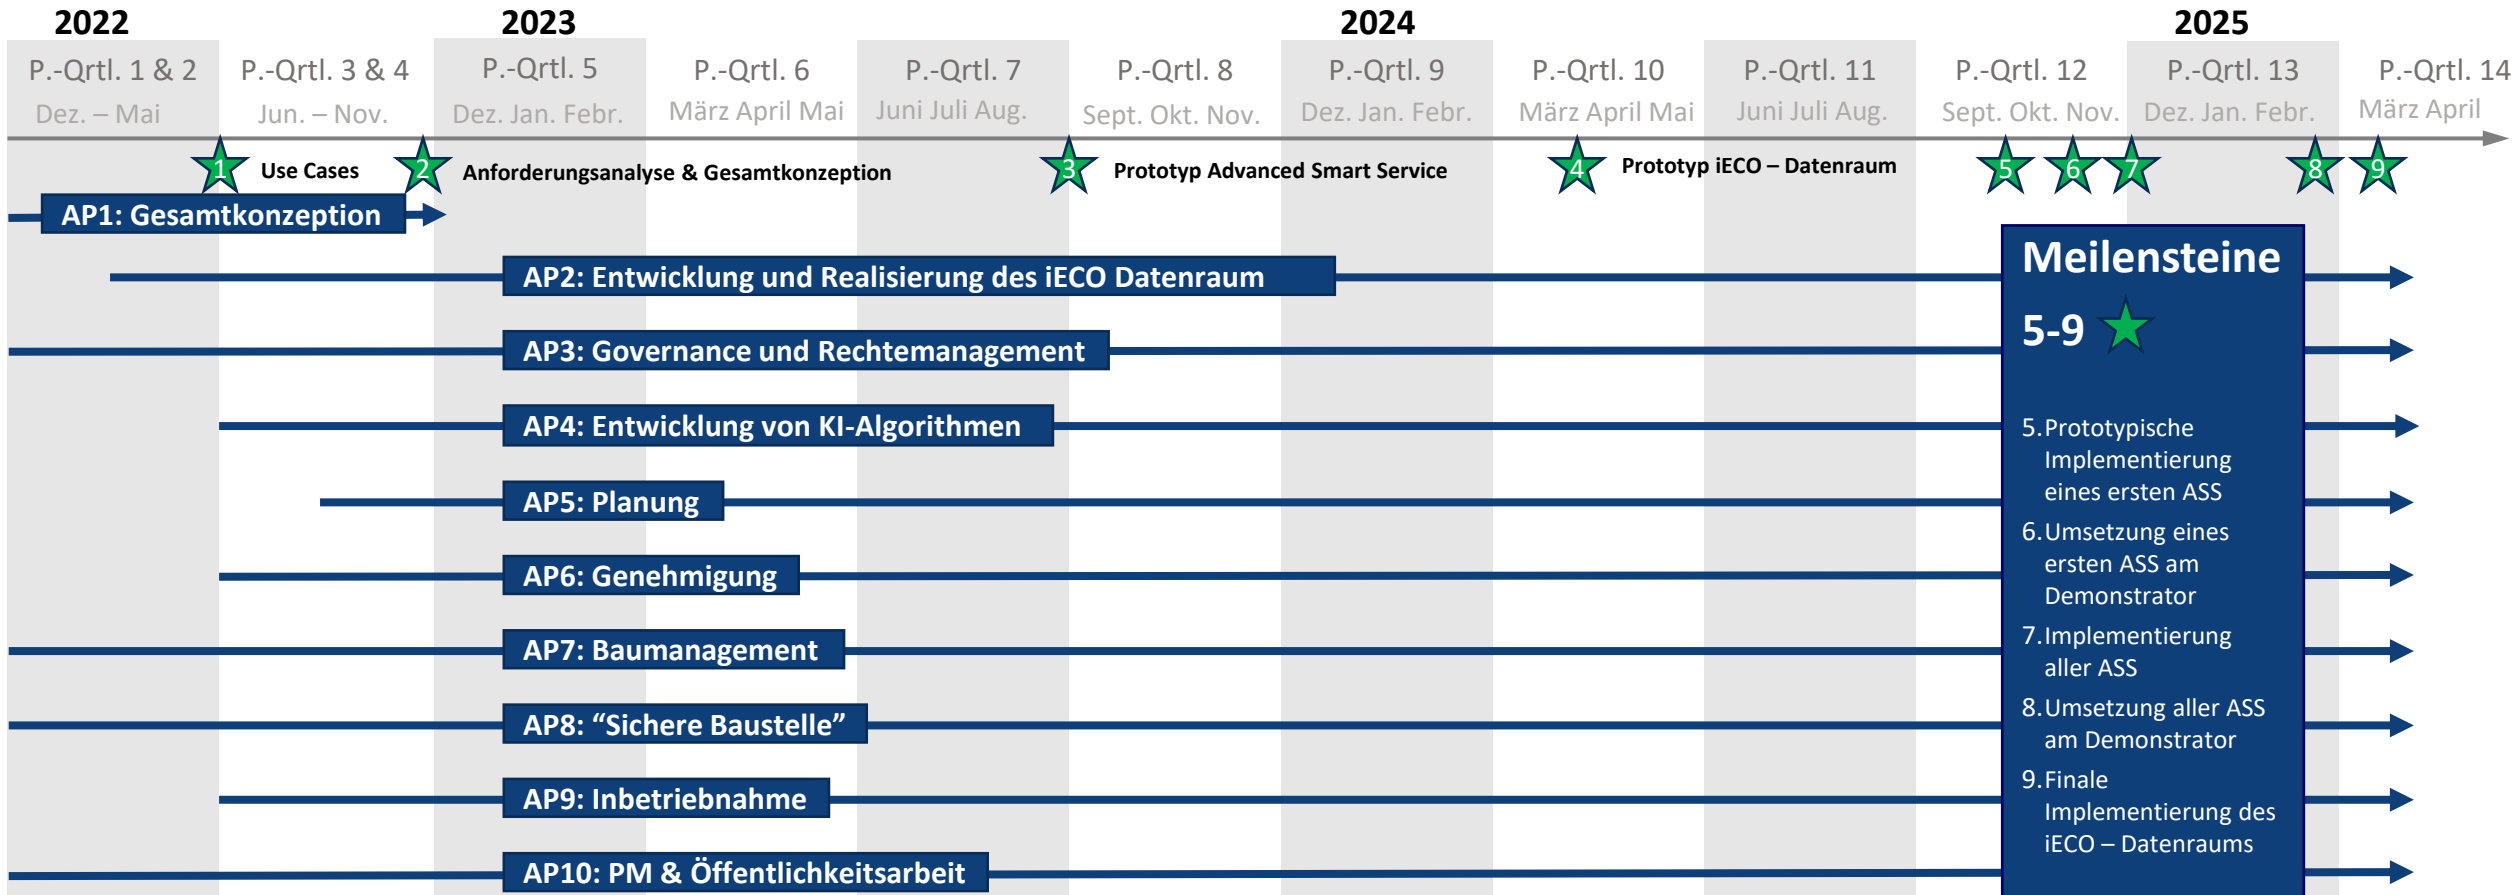 2022 2023 2024 2025
P.-Qrtl. 1 & 2 P.-Qrtl. 3 & 4 P.-Qrtl. 5 P.-Qrtl. 6 P.-Qrtl. 7 P.-Qrtl. 8 P.-Qrtl. 9 P.-Qrtl. 10 P.-Qrtl. 11 P.-Qrtl. 12 P.-Qrtl. 13 P.-Qrtl. 14
Dez. – Mai Jun. – Nov. Dez. Jan. Febr. März April Mai Juni Juli Aug. Sept. Okt. Nov. Dez. Jan. Febr. März April Mai Juni Juli Aug. Sept. Okt. Nov. Dez. Jan. Febr. März April
1 Use Cases 2 Anforderungsanalyse & Gesamtkonzeption 3 Prototyp Advanced Smart Service 4 Prototyp iECO – Datenraum 5 6 7 8 9
AP1: Gesamtkonzeption
AP2: Entwicklung und Realisierung des iECO Datenraum
AP3: Governance und Rechtemanagement
AP4: Entwicklung von KI-Algorithmen
AP5: Planung
AP6: Genehmigung
AP7: Baumanagement
AP8: “Sichere Baustelle”
AP9: Inbetriebnahme
AP10: PM & Öffentlichkeitsarbeit
Meilensteine
5-9
5.Prototypische
Implementierung
eines ersten ASS
6.Umsetzung eines
ersten ASS am
Demonstrator
7.Implementierung
aller ASS
8.Umsetzung aller ASS
am Demonstrator
9.Finale
Implementierung des
iECO – Datenraums